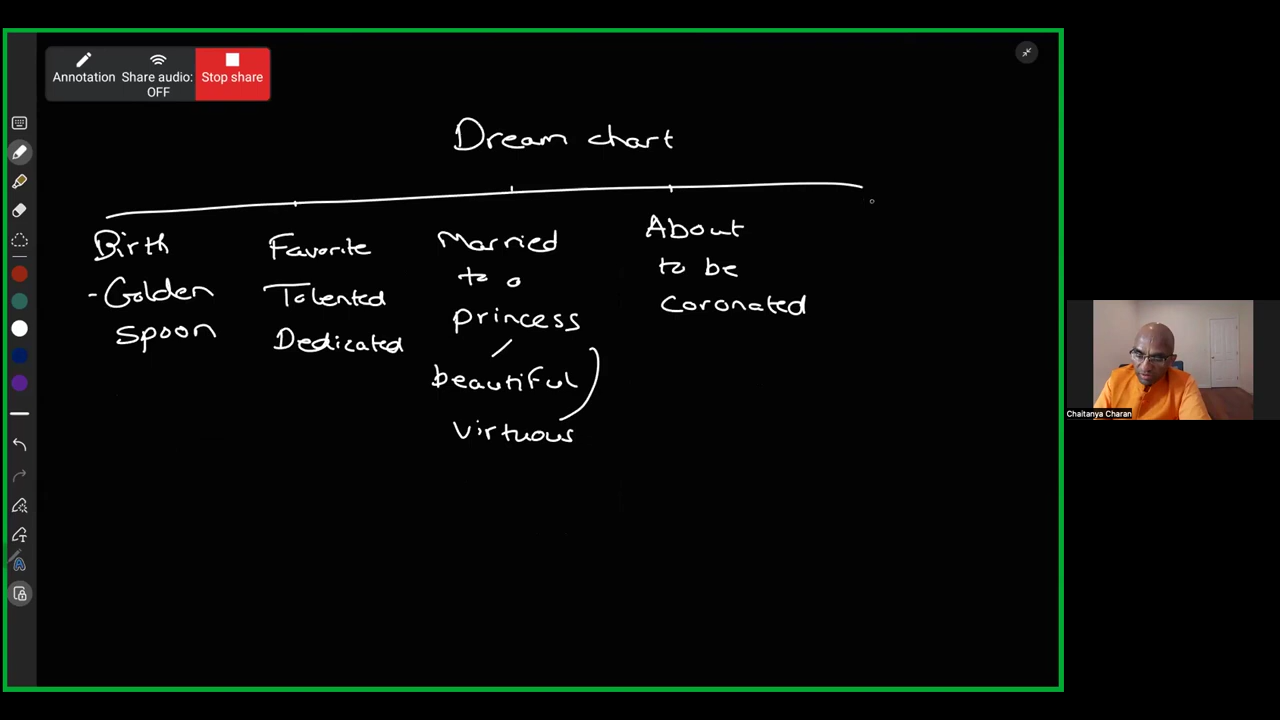 Annotation
Share audio:
OFF
Stop share
Dream chart
Birth
- Golden
spoon
Favorite
Talented
Dedicated
Married
to a
princess
beautiful
virtuous
About
to be
coronated
Chaitanya Charan